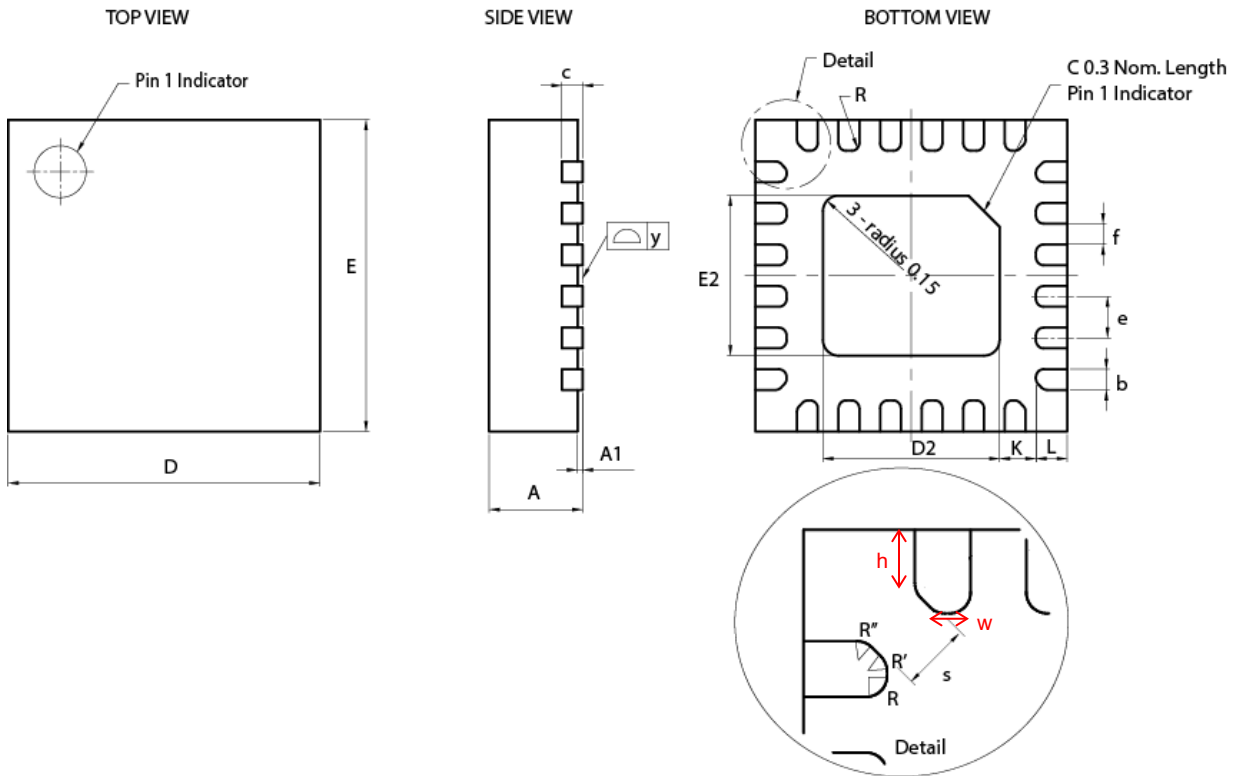 TOP VIEW
SIDE VIEW
BOTTOM VIEW
Pin 1 Indicator
E
D
c
y
A1
A
Detail
R
C 0.3 Nom. Length
Pin 1 Indicator
3 - radius 0.15
E2
f
e
b
D2
K
L
h
w
R"
R'
s
R
Detail